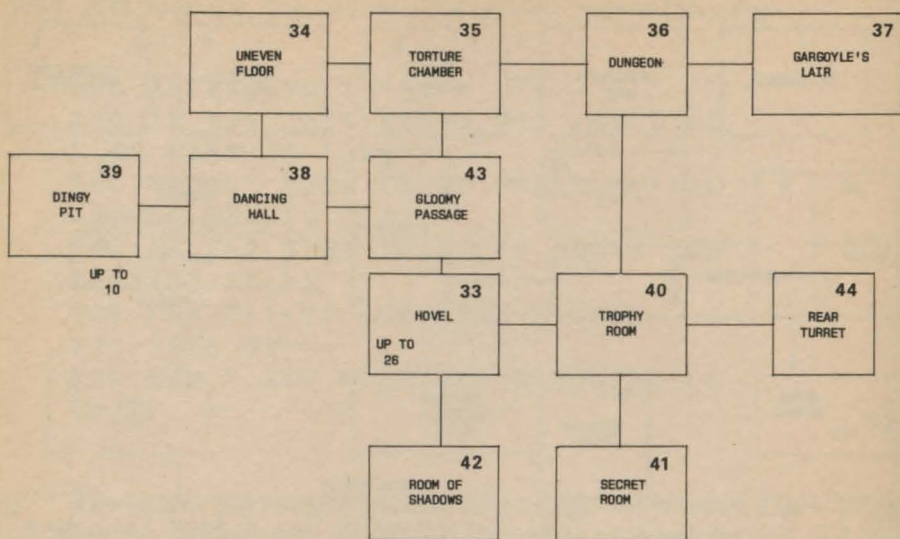 34
UNEVEN
FLOOR
35
TORTURE
CHAMBER
36
DUNGEON
37
GARGOYLE'S
LAIR
39
DINGY
PIT
UP TO
10
38
DANCING
HALL
43
GLOOMY
PASSAGE
33
HOVEL
UP TO
26
40
TROPHY
ROOM
44
REAR
TURRET
42
ROOM OF
SHADOWS
41
SECRET
ROOM